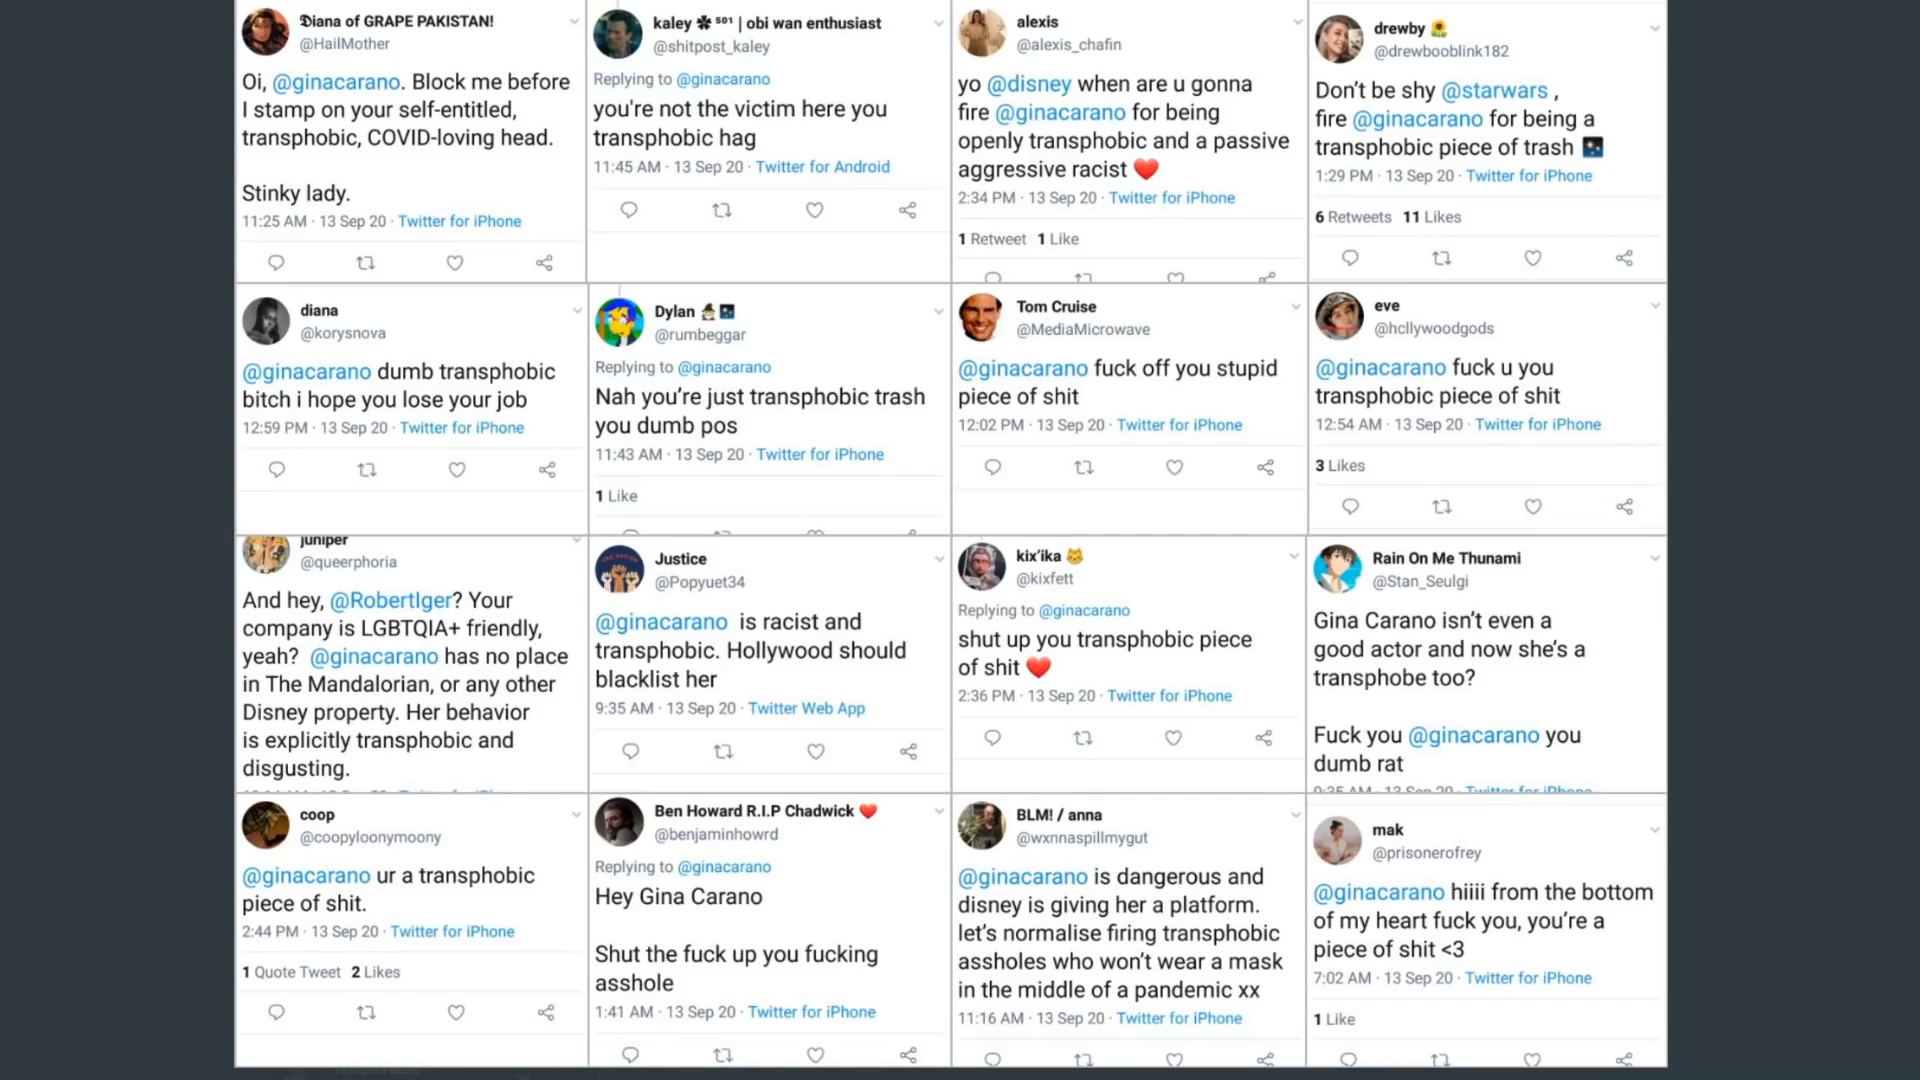 Diana of GRAPE PAKISTAN!
@HailMother
Oi, @ginacarano. Block me before
I stamp on your self-entitled,
transphobic, COVID-loving head.
Stinky lady.
11:25 AM · 13 Sep 20 · Twitter for iPhone
kaley ✤ ⁵⁰¹ | obi wan enthusiast
@shitpost_kaley
Replying to @ginacarano
you're not the victim here you
transphobic hag
11:45 AM · 13 Sep 20 · Twitter for Android
alexis
@alexis_chafin
yo @disney when are u gonna
fire @ginacarano for being
openly transphobic and a passive
aggressive racist ❤️
2:34 PM · 13 Sep 20 · Twitter for iPhone
1 Retweet 1 Like
drewby 🌻
@drewbooblink182
Don't be shy @starwars ,
fire @ginacarano for being a
transphobic piece of trash 🌌
1:29 PM · 13 Sep 20 · Twitter for iPhone
6 Retweets 11 Likes
diana
@korysnova
@ginacarano dumb transphobic
bitch i hope you lose your job
12:59 PM · 13 Sep 20 · Twitter for iPhone
Dylan
@rumbeggar
Replying to @ginacarano
Nah you're just transphobic trash
you dumb pos
11:43 AM · 13 Sep 20 · Twitter for iPhone
1 Like
Tom Cruise
@MediaMicrowave
@ginacarano fuck off you stupid
piece of shit
12:02 PM · 13 Sep 20 · Twitter for iPhone
eve
@hcllywoodgods
@ginacarano fuck u you
transphobic piece of shit
12:54 AM · 13 Sep 20 · Twitter for iPhone
3 Likes
juniper
@queerphoria
And hey, @RobertIger? Your
company is LGBTQIA+ friendly,
yeah? @ginacarano has no place
in The Mandalorian, or any other
Disney property. Her behavior
is explicitly transphobic and
disgusting.
Justice
@Popyuet34
@ginacarano is racist and
transphobic. Hollywood should
blacklist her
9:35 AM · 13 Sep 20 · Twitter Web App
kix'ika 🐱
@kixfett
Replying to @ginacarano
shut up you transphobic piece
of shit ❤️
2:36 PM · 13 Sep 20 · Twitter for iPhone
Rain On Me Thunami
@Stan_Seulgi
Gina Carano isn't even a
good actor and now she's a
transphobe too?
Fuck you @ginacarano you
dumb rat
9:35 AM · 13 Sep 20 · Twitter for iPhone
coop
@coopyloonymoony
@ginacarano ur a transphobic
piece of shit.
2:44 PM · 13 Sep 20 · Twitter for iPhone
1 Quote Tweet 2 Likes
Ben Howard R.I.P Chadwick ❤️
@benjaminhowrd
Replying to @ginacarano
Hey Gina Carano
Shut the fuck up you fucking
asshole
1:41 AM · 13 Sep 20 · Twitter for iPhone
BLM! / anna
@wxnnaspillmygut
@ginacarano is dangerous and
disney is giving her a platform.
let's normalise firing transphobic
assholes who won't wear a mask
in the middle of a pandemic xx
11:16 AM · 13 Sep 20 · Twitter for iPhone
mak
@prisonerofrey
@ginacarano hiiii from the bottom
of my heart fuck you, you're a
piece of shit <3
7:02 AM · 13 Sep 20 · Twitter for iPhone
1 Like